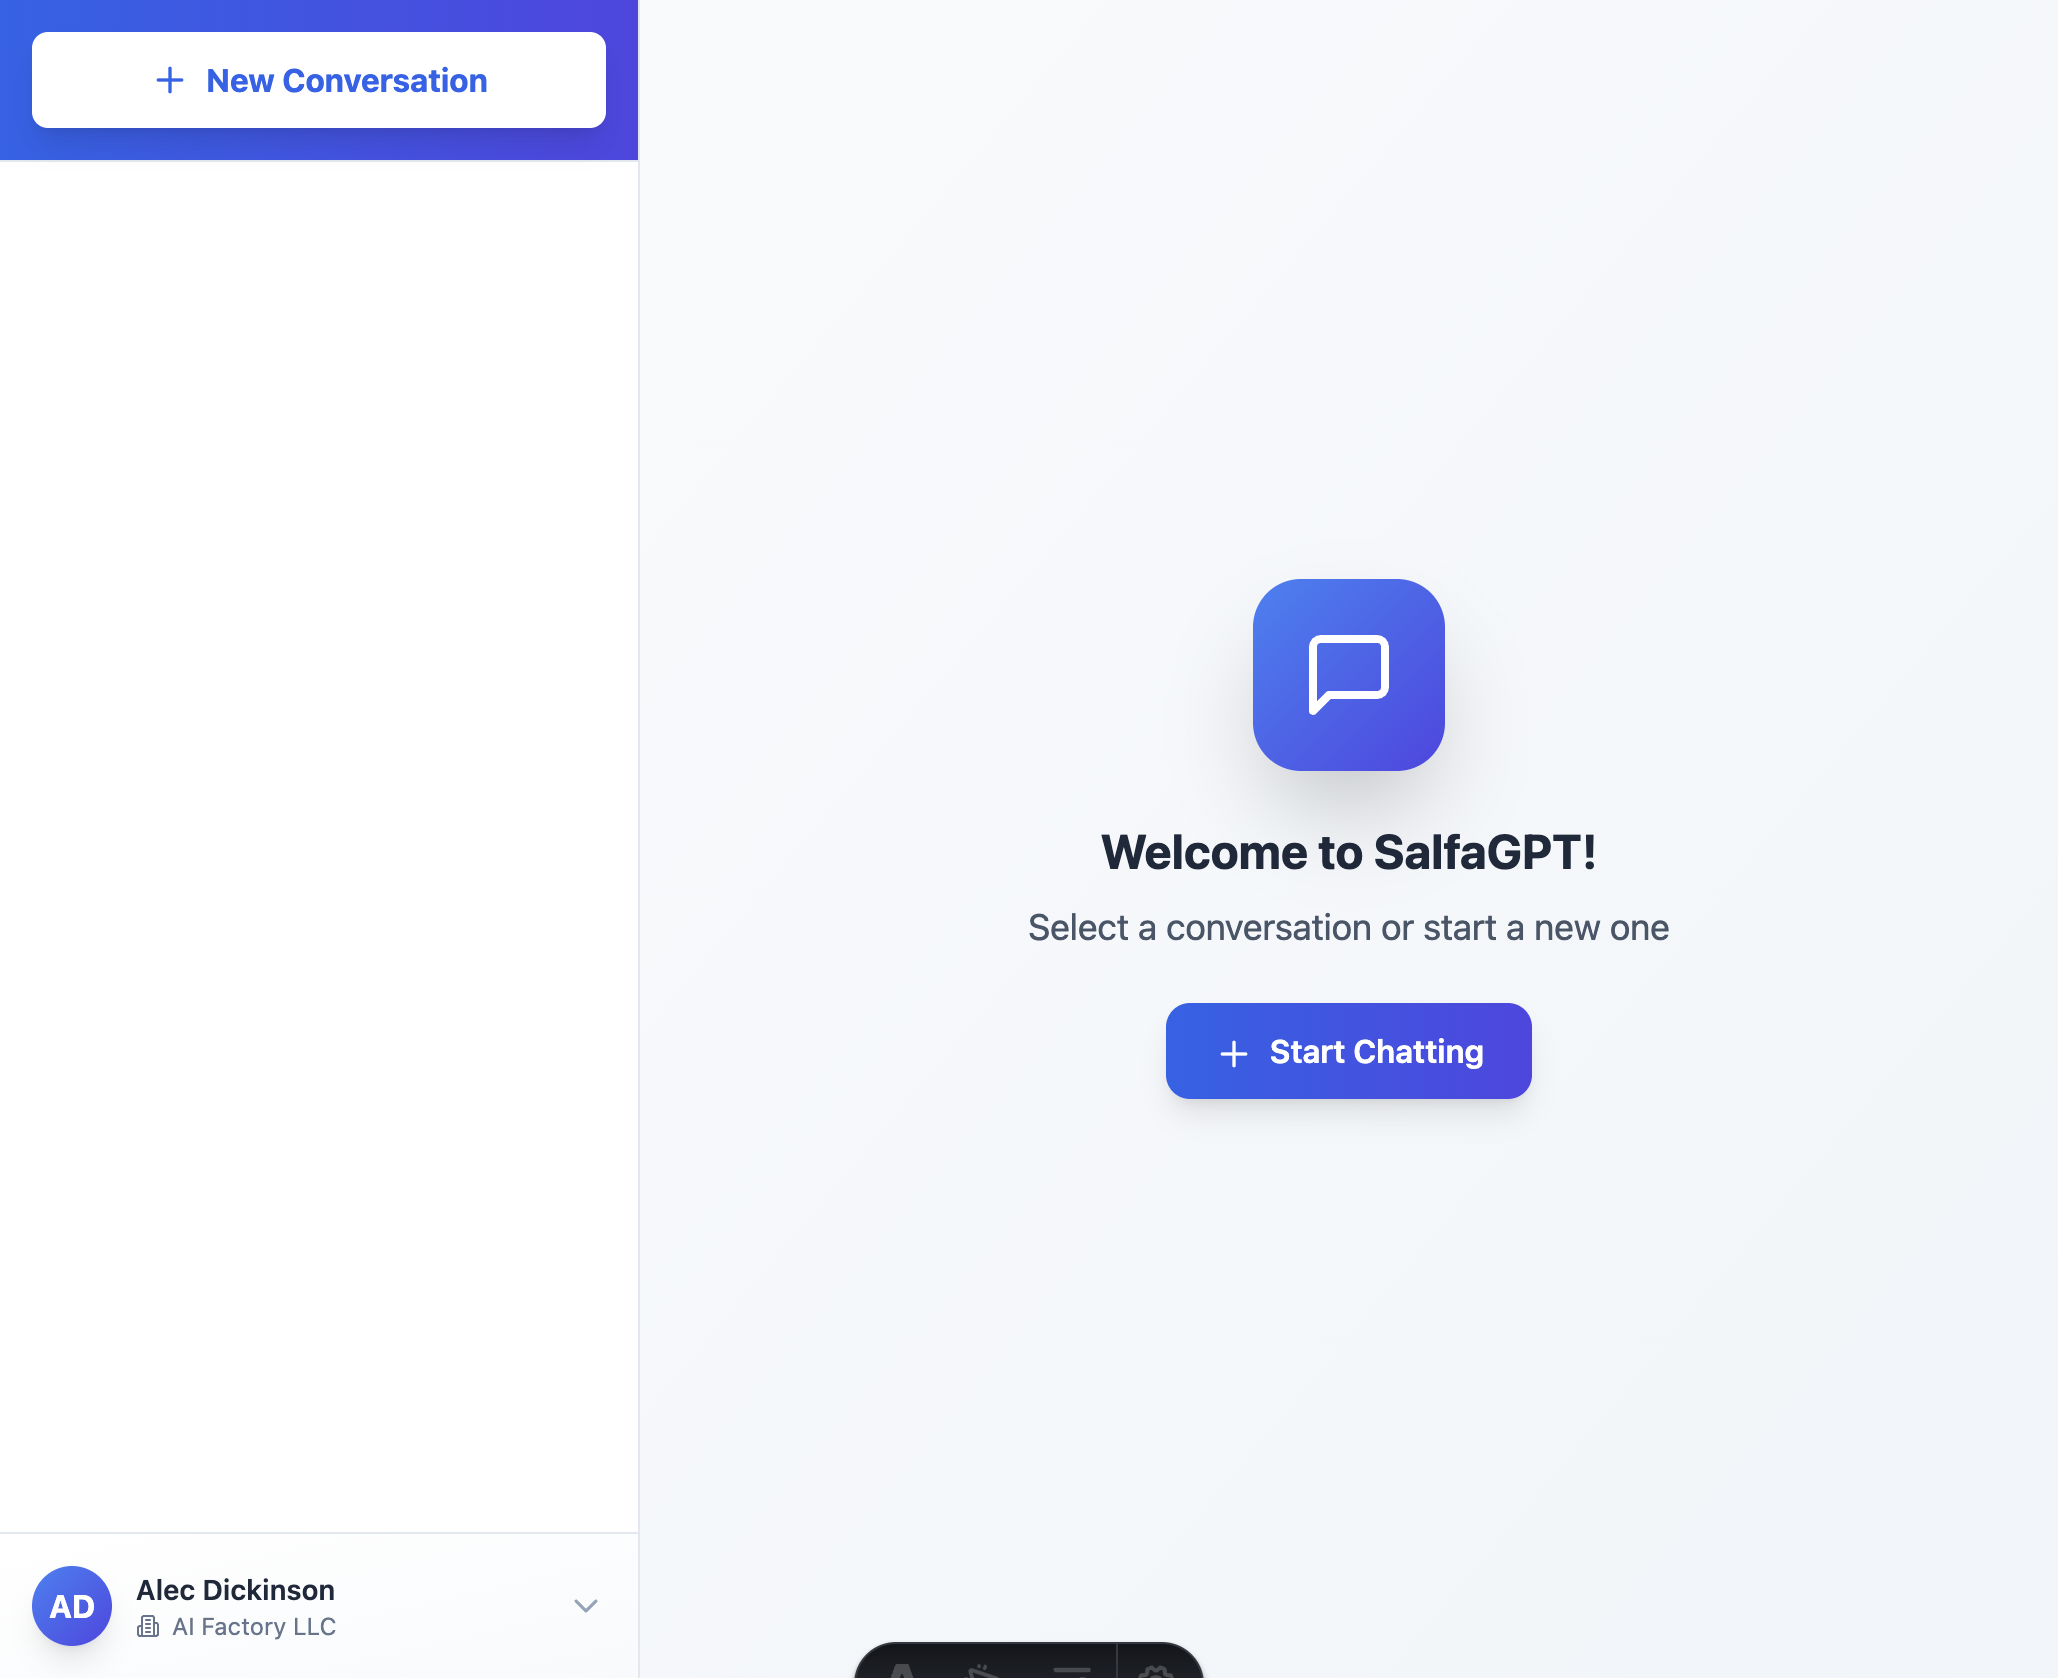 New Conversation
Welcome to SalfaGPT!
Select a conversation or start a new one
Start Chatting
AD
Alec Dickinson
AI Factory LLC